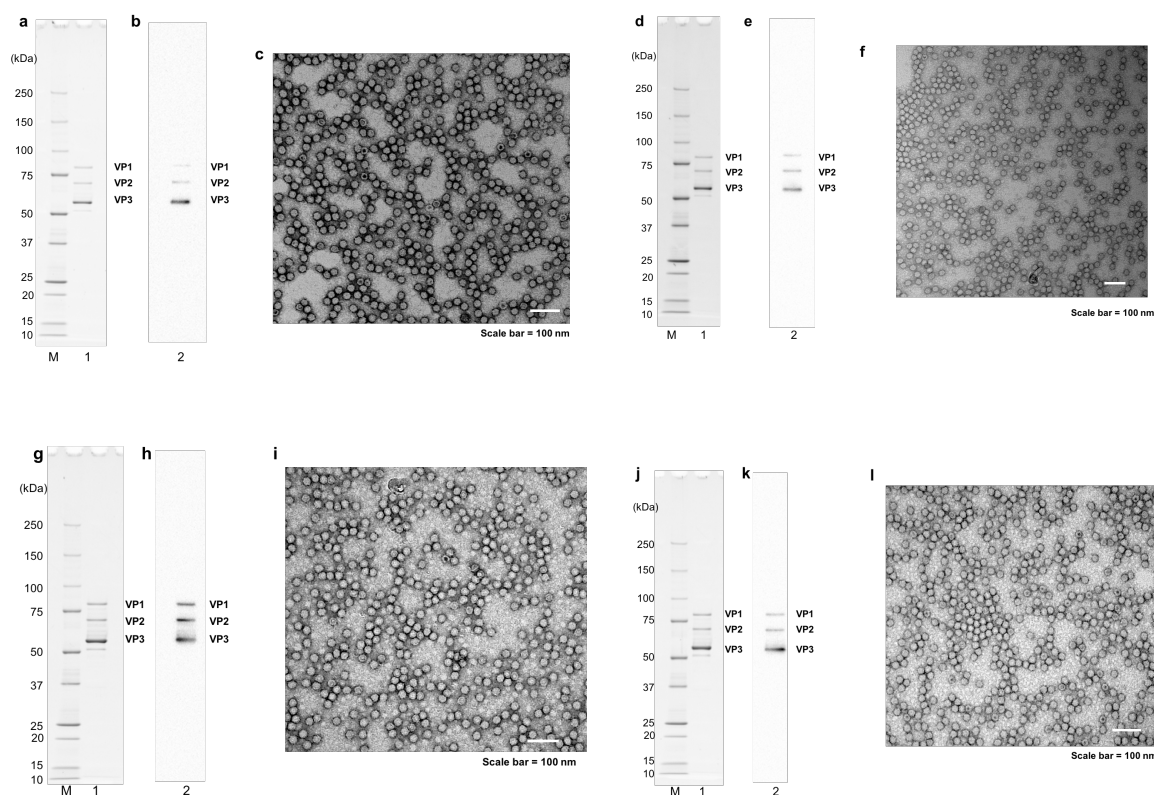 a
b
(kDa)
250
150
100
75
50
37
25
20
15
10
VP1
VP2
VP3
VP1
VP2
VP3
M 1
2
c
Scale bar = 100 nm
d
e
(kDa)
250
150
100
75
50
37
25
20
15
10
VP1
VP2
VP3
VP1
VP2
VP3
M 1
2
f
Scale bar = 100 nm
g
h
(kDa)
250
150
100
75
50
37
25
20
15
10
VP1
VP2
VP3
VP1
VP2
VP3
M 1
2
i
Scale bar = 100 nm
j
k
(kDa)
250
150
100
75
50
37
25
20
15
10
VP1
VP2
VP3
VP1
VP2
VP3
M 1
2
l
Scale bar = 100 nm